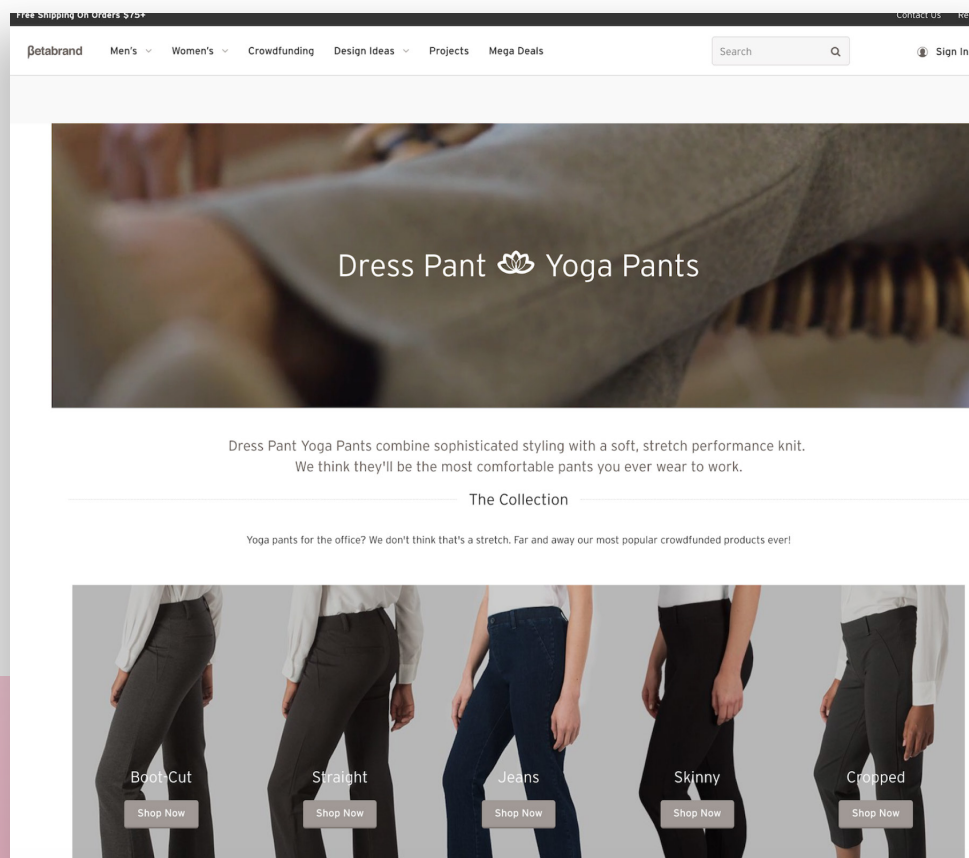 Free Shipping On Orders $75+
Contact Us
βetabrand
Men's
Women's
Crowdfunding
Design Ideas
Projects
Mega Deals
Search
Sign In
Dress Pant Yoga Pants
Dress Pant Yoga Pants combine sophisticated styling with a soft, stretch performance knit.
We think they'll be the most comfortable pants you ever wear to work.
The Collection
Yoga pants for the office? We don't think that's a stretch. Far and away our most popular crowdfunded products ever!
Boot-Cut
Straight
Jeans
Skinny
Cropped
Shop Now
Shop Now
Shop Now
Shop Now
Shop Now